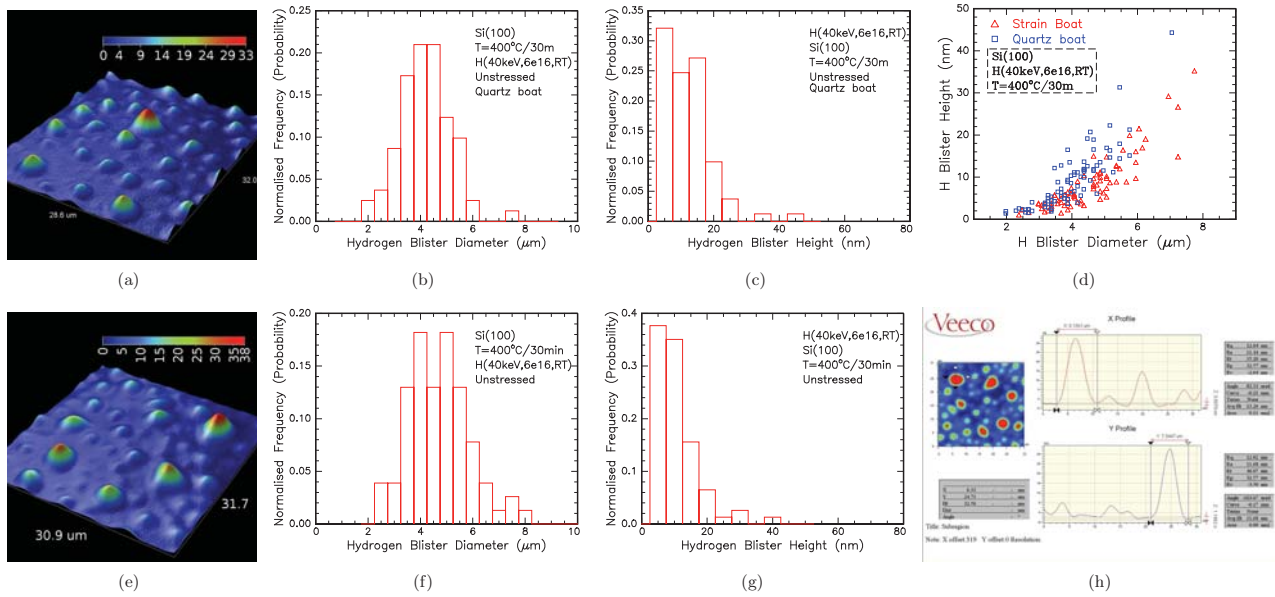 0 4 9 14 19 24 29 33
28.6 um
32.0
(a)
Normalised Frequency (Probability)
0.25
0.20
0.15
0.10
0.05
0.00
0 2 4 6 8 10
Hydrogen Blister Diameter (μm)
Si(100)
T=400°C/30m
H(40keV,6e16,RT)
Unstressed
Quartz boat
(b)
Normalised Frequency (Probability)
0.35
0.30
0.25
0.20
0.15
0.10
0.05
0.00
0 20 40 60 80
Hydrogen Blister Height (nm)
H(40keV,6e16,RT)
Si(100)
T=400°C/30m
Unstressed
Quartz boat
(c)
H Blister Height (nm)
50
40
30
20
10
0
2 4 6 8
H Blister Diameter (μm)
Strain Boat
Quartz boat
Si(100)
H(40keV,6e16,RT)
T=400°C/30m
(d)
0 5 10 15 20 25 30 38
30.9 um
31.7
(e)
Normalised Frequency (Probability)
0.20
0.15
0.10
0.05
0.00
0 2 4 6 8 10
Hydrogen Blister Diameter (μm)
Si(100)
T=400°C/30min
H(40keV,6e16,RT)
Unstressed
(f)
Normalised Frequency (Probability)
0.4
0.3
0.2
0.1
0.0
0 20 40 60 80
Hydrogen Blister Height (nm)
H(40keV,6e16,RT)
Si(100)
T=400°C/30min
Unstressed
(g)
Veeco
X Profile
Y Profile
Title: Subregion
Note: X offset:319 Y offset:0 Resolution
(h)